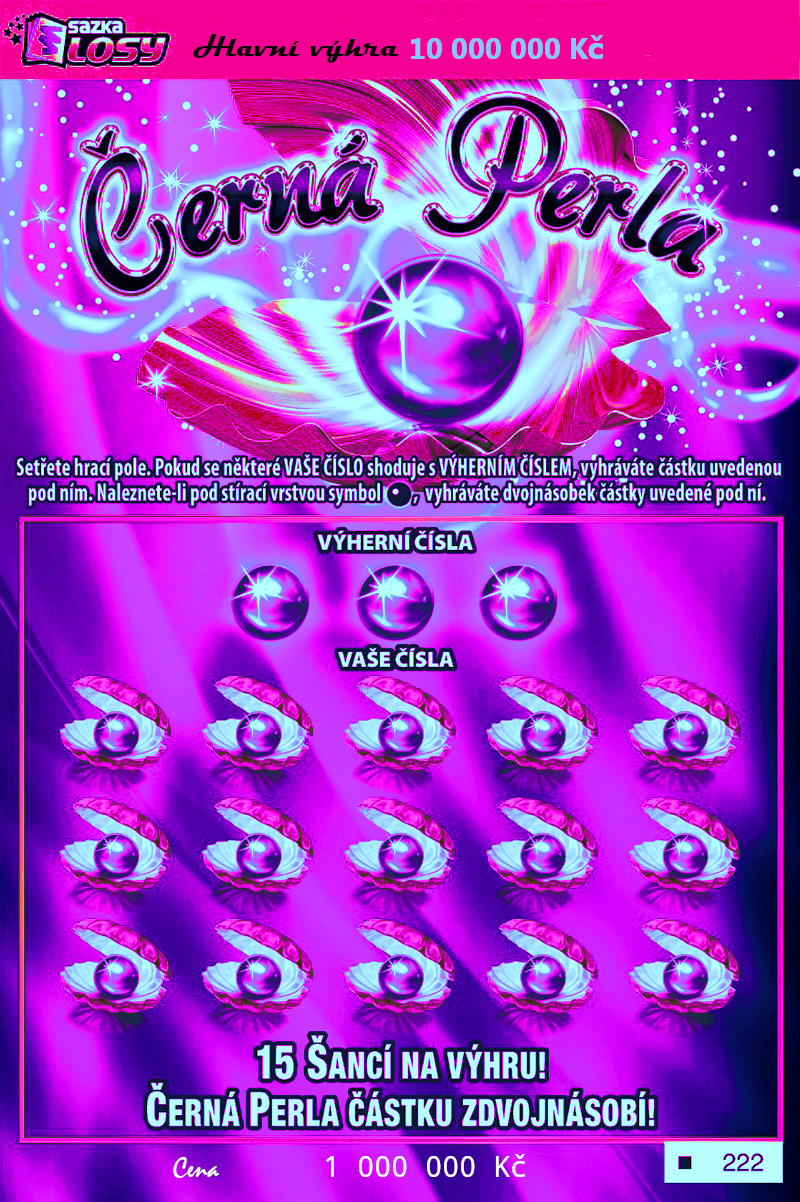 sazka
LOSY
Hlavní výhra 10 000 000 Kč
Černá Perla
Setřete hrací pole. Pokud se některé VAŠE ČÍSLO shoduje s VÝHERNÍM ČÍSLEM, vyhráváte částku uvedenou
pod ním. Naleznete-li pod stírací vrstvou symbol , vyhráváte dvojnásobek částky uvedené pod ní.
VÝHERNÍ ČÍSLA
VAŠE ČÍSLA
15 ŠANCÍ NA VÝHRU!
ČERNÁ PERLA ČÁSTKU ZDVOJNÁSOBÍ!
Cena 1 000 000 Kč
222